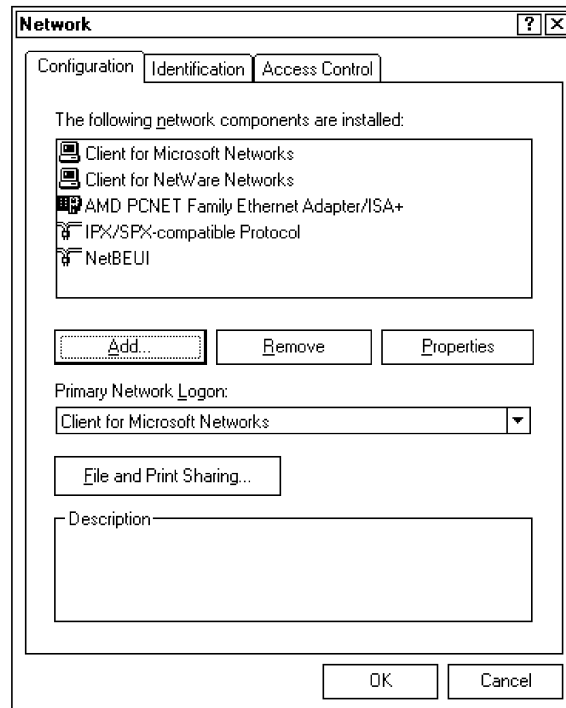 Network
Configuration Identification Access Control
The following network components are installed:
Client for Microsoft Networks
Client for NetWare Networks
AMD PCNET Family Ethernet Adapter/ISA+
IPX/SPX-compatible Protocol
NetBEUI
Add... Remove Properties
Primary Network Logon:
Client for Microsoft Networks
File and Print Sharing...
Description
OK Cancel